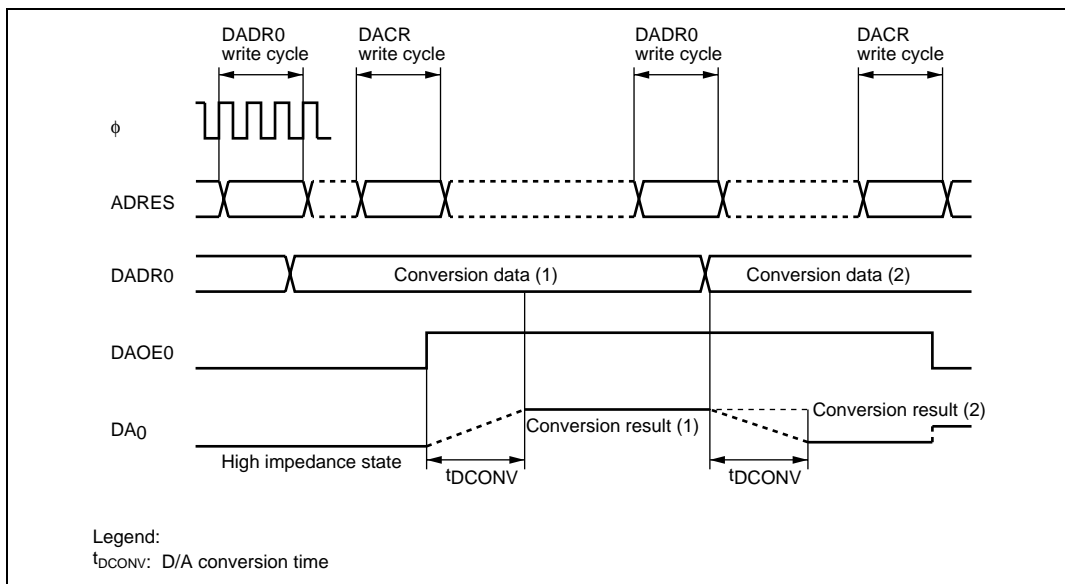 DADR0
write cycle
DACR
write cycle
DADR0
write cycle
DACR
write cycle
ϕ
ADRES
DADR0
Conversion data (1)
Conversion data (2)
DAOE0
DA0
Conversion result (1)
Conversion result (2)
High impedance state
tDCONV
tDCONV
Legend:
tDCONV: D/A conversion time